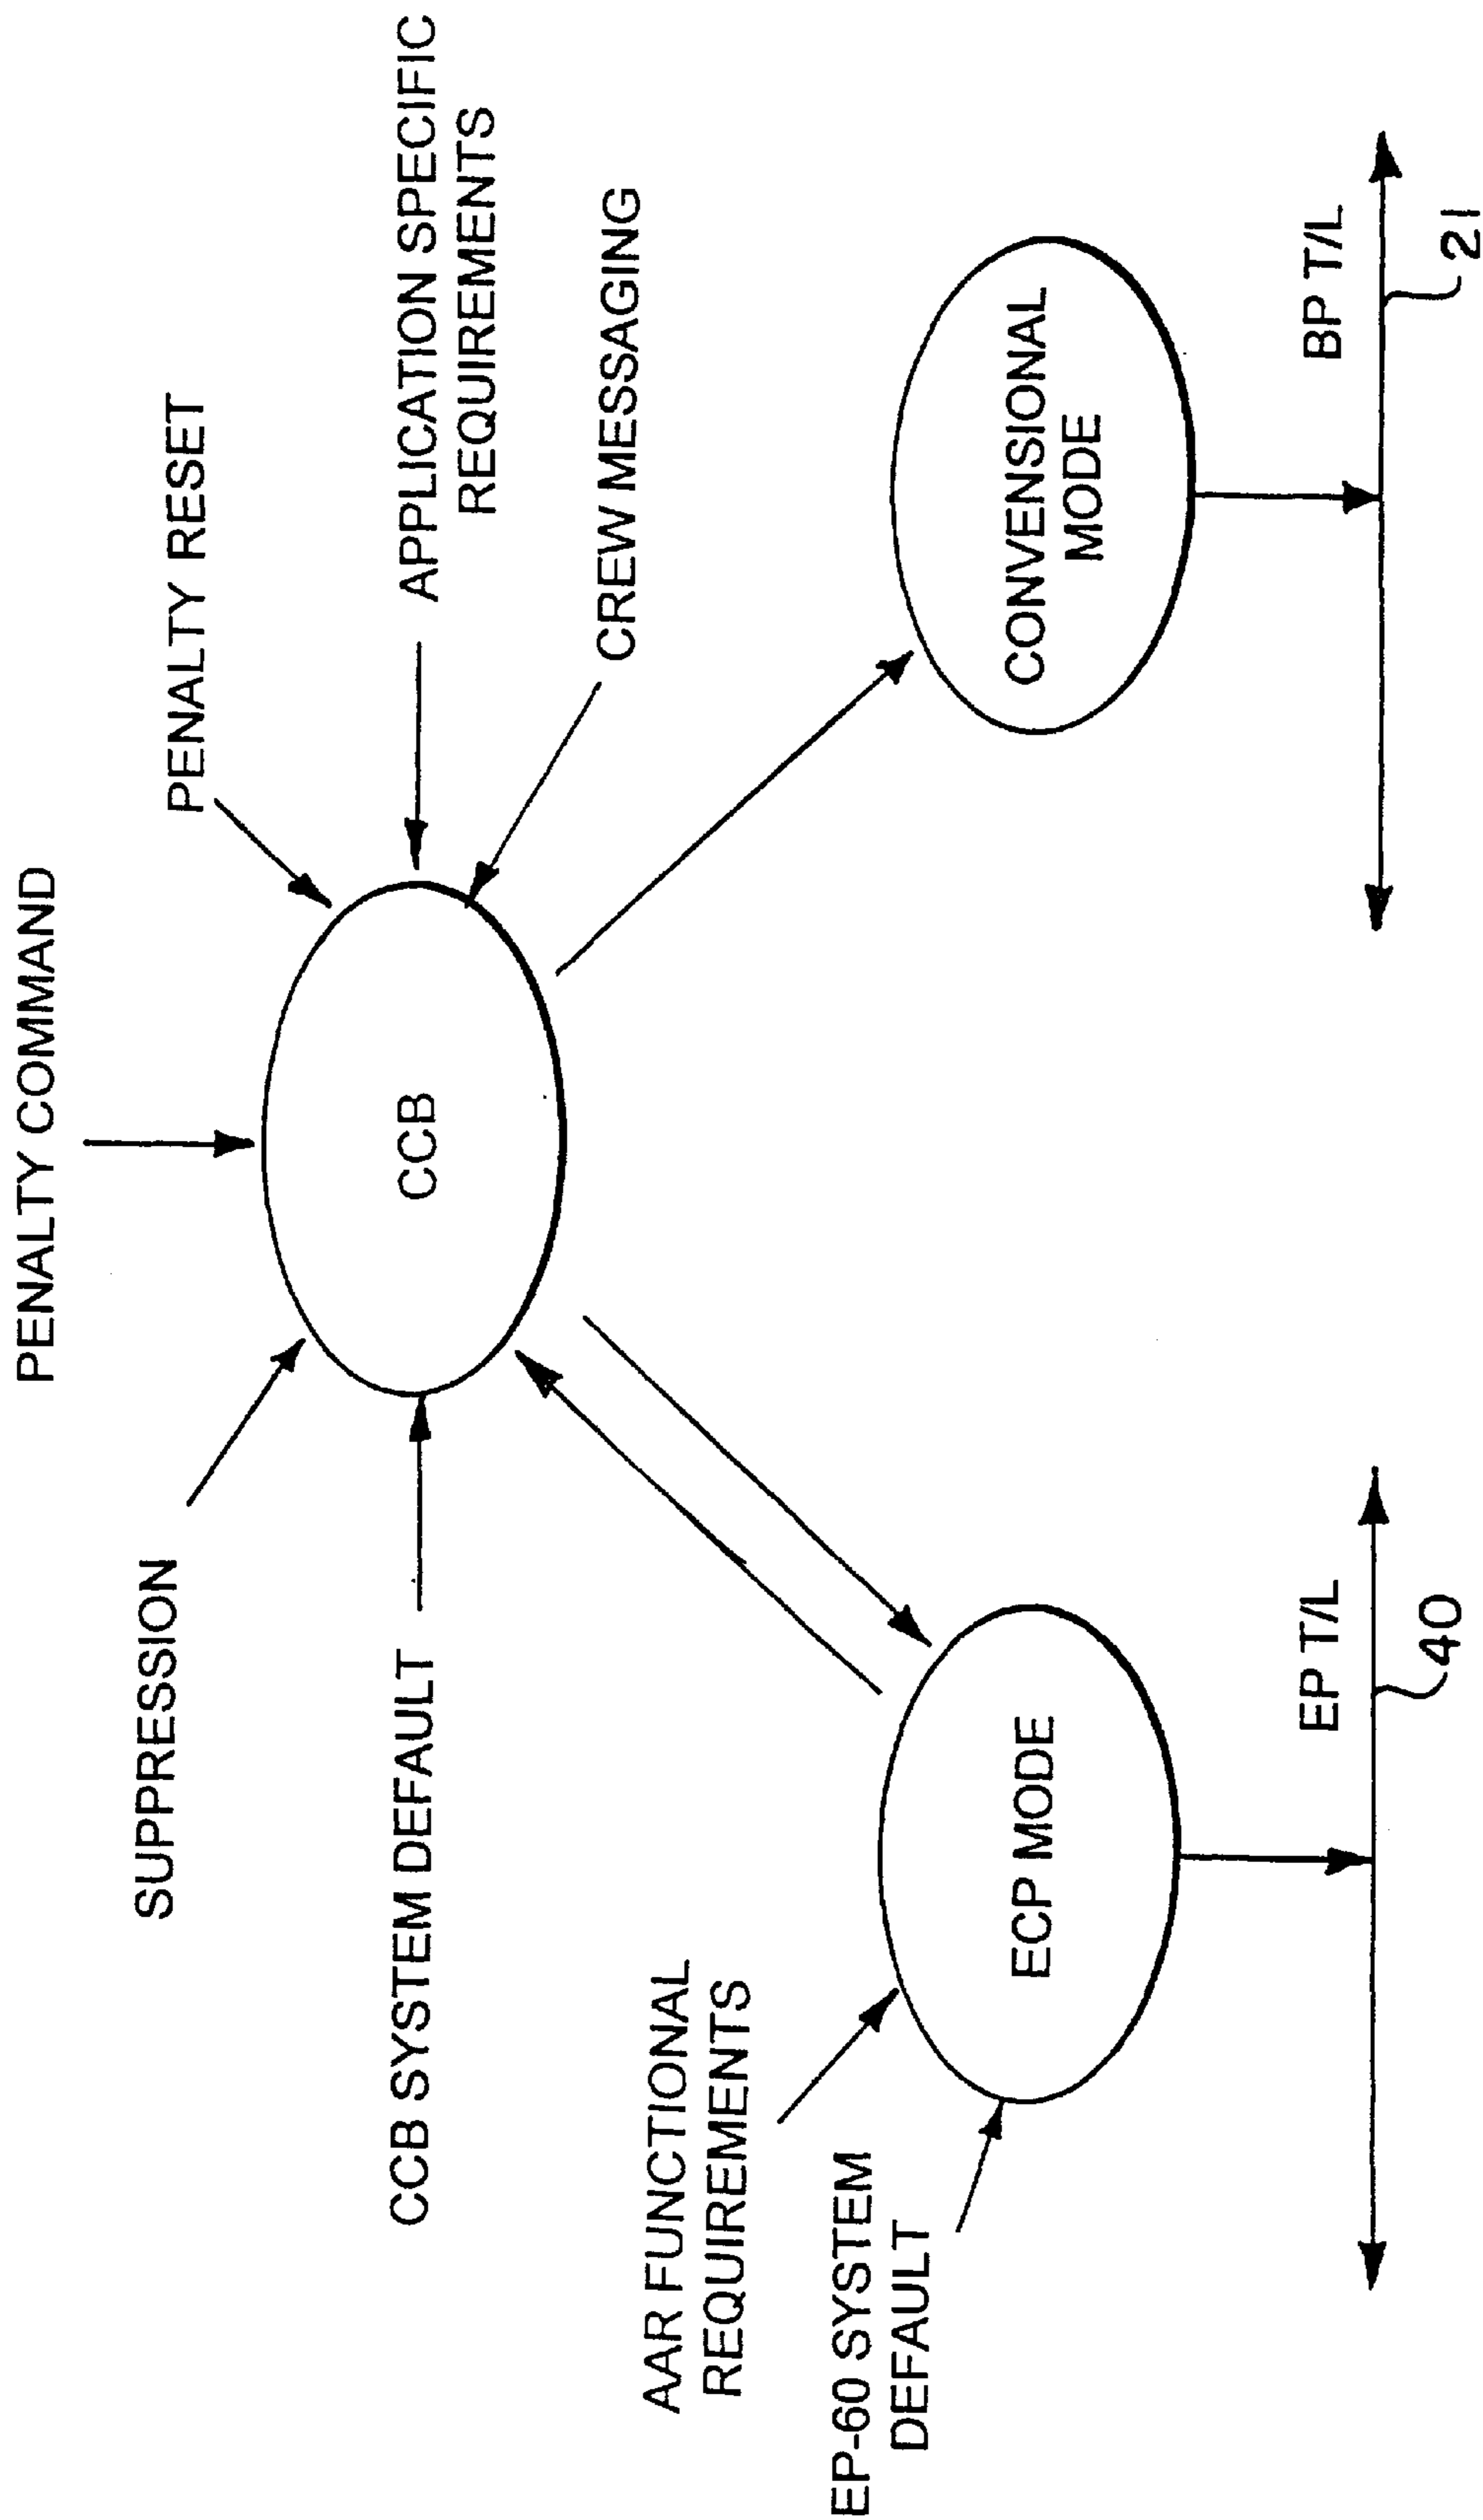 PENALTY COMMAND
SUPPRESSION
PENALTY RESET
CCB SYSTEM DEFAULT
CCB
APPLICATION SPECIFIC
REQUIREMENTS
CREW MESSAGING
AAR FUNCTIONAL
REQUIREMENTS
EP-60 SYSTEM
DEFAULT
ECP MODE
CONVENSIONAL
MODE
EP T/L
40
BP T/L
21